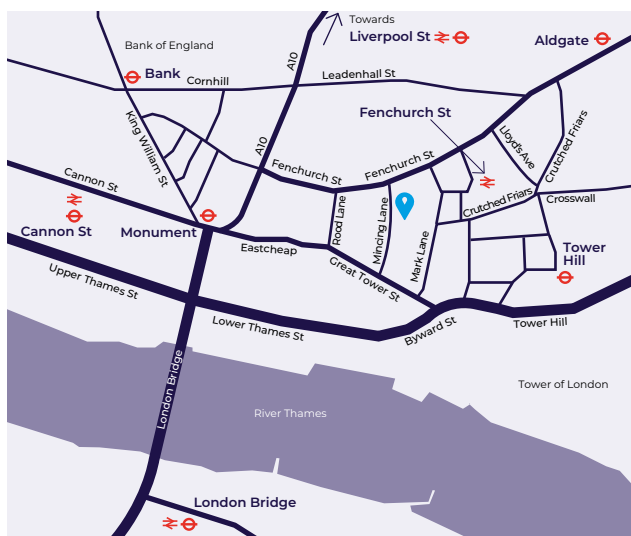 Towards
Liverpool St
Aldgate
Bank of England
Bank
A10
Cornhill
Leadenhall St
King William St
Fenchurch St
Lloyd's Ave
Crutched Friars
A10
Fenchurch St
Fenchurch St
Cannon St
Crutched Friars
Crosswall
Cannon St
Monument
Rood Lane
Mincing Lane
Mark Lane
Eastcheap
Tower
Hill
Great Tower St
Upper Thames St
Lower Thames St
Byward St
Tower Hill
London Bridge
Tower of London
River Thames
London Bridge